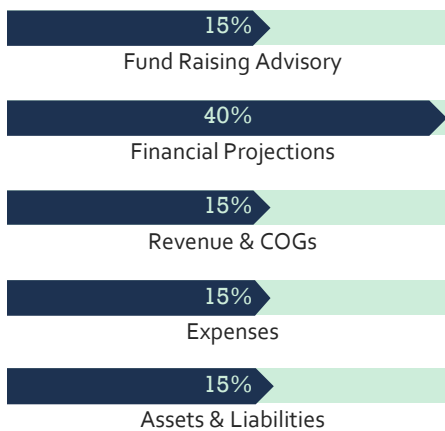 15%
Fund Raising Advisory
40%
Financial Projections
15%
Revenue & COGs
15%
Expenses
15%
Assets & Liabilities